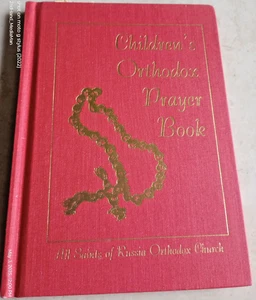 Children's
Orthodox
Prayer
Book
All Saints of Russia Orthodox Church